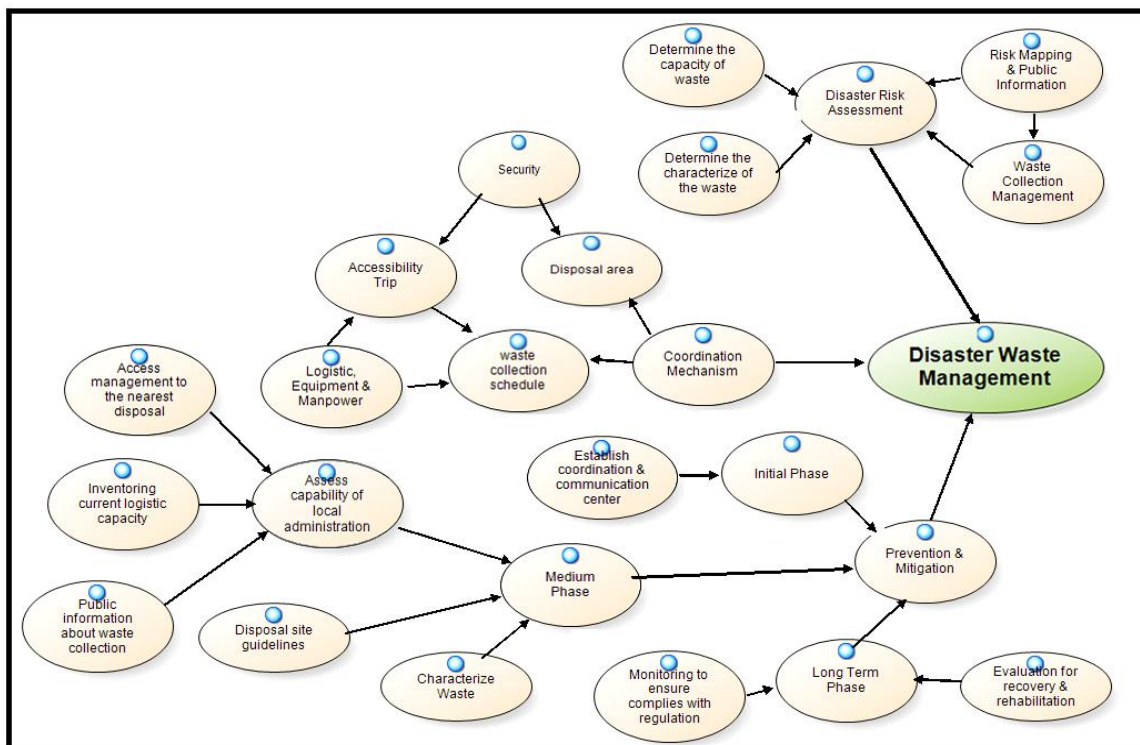 Determine the
capacity of
waste
Risk Mapping
& Public
Information
Disaster Risk
Assessment
Determine the
characterize of
the waste
Waste
Collection
Management
Security
Accessibility
Trip
Disposal area
Access
management to
the nearest
disposal
Logistic,
Equipment &
Manpower
waste
collection
schedule
Coordination
Mechanism
Disaster Waste
Management
Establish
coordination &
communication
center
Initial Phase
Inventoring
current logistic
capacity
Assess
capability of
local
administration
Prevention &
Mitigation
Medium
Phase
Public
information
about waste
collection
Disposal site
guidelines
Characterize
Waste
Monitoring to
ensure
complies with
regulation
Long Term
Phase
Evaluation for
recovery &
rehabilitation